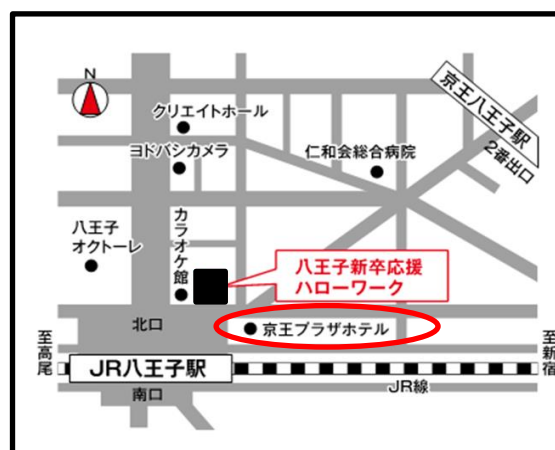 N
京王八王子駅
2番出口
クリエイトホール
ヨドバシカメラ
仁和会総合病院
八王子
オクトーレ
カラオケ館
八王子新卒応援
ハローワーク
北口
京王プラザホテル
至高尾
至新宿
JR八王子駅
JR線
南口